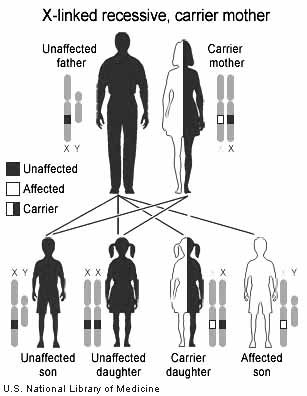 X-linked recessive, carrier mother
Unaffected
father
Carrier
mother
X Y
X
Unaffected
Affected
Carrier
X Y
X X
X
Y
Unaffected
son
Unaffected
daughter
Carrier
daughter
Affected
son
U.S. National Library of Medicine